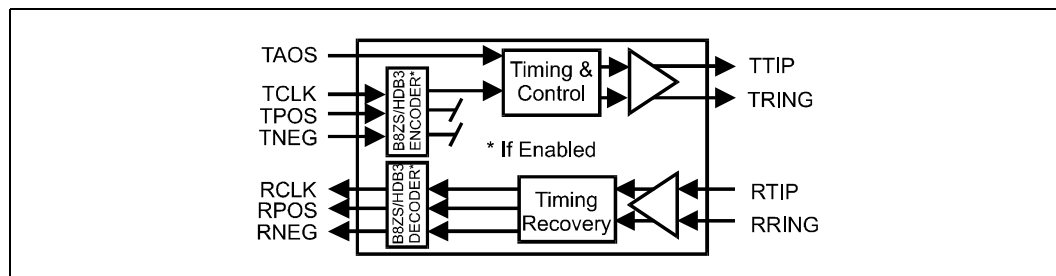 TAOS
TCLK
TPOS
TNEG
B8ZS/HDB3
ENCODER*
Timing &
Control
TTIP
TRING
* If Enabled
RCLK
RPOS
RNEG
B8ZS/HDB3
DECODER*
Timing
Recovery
RTIP
RRING